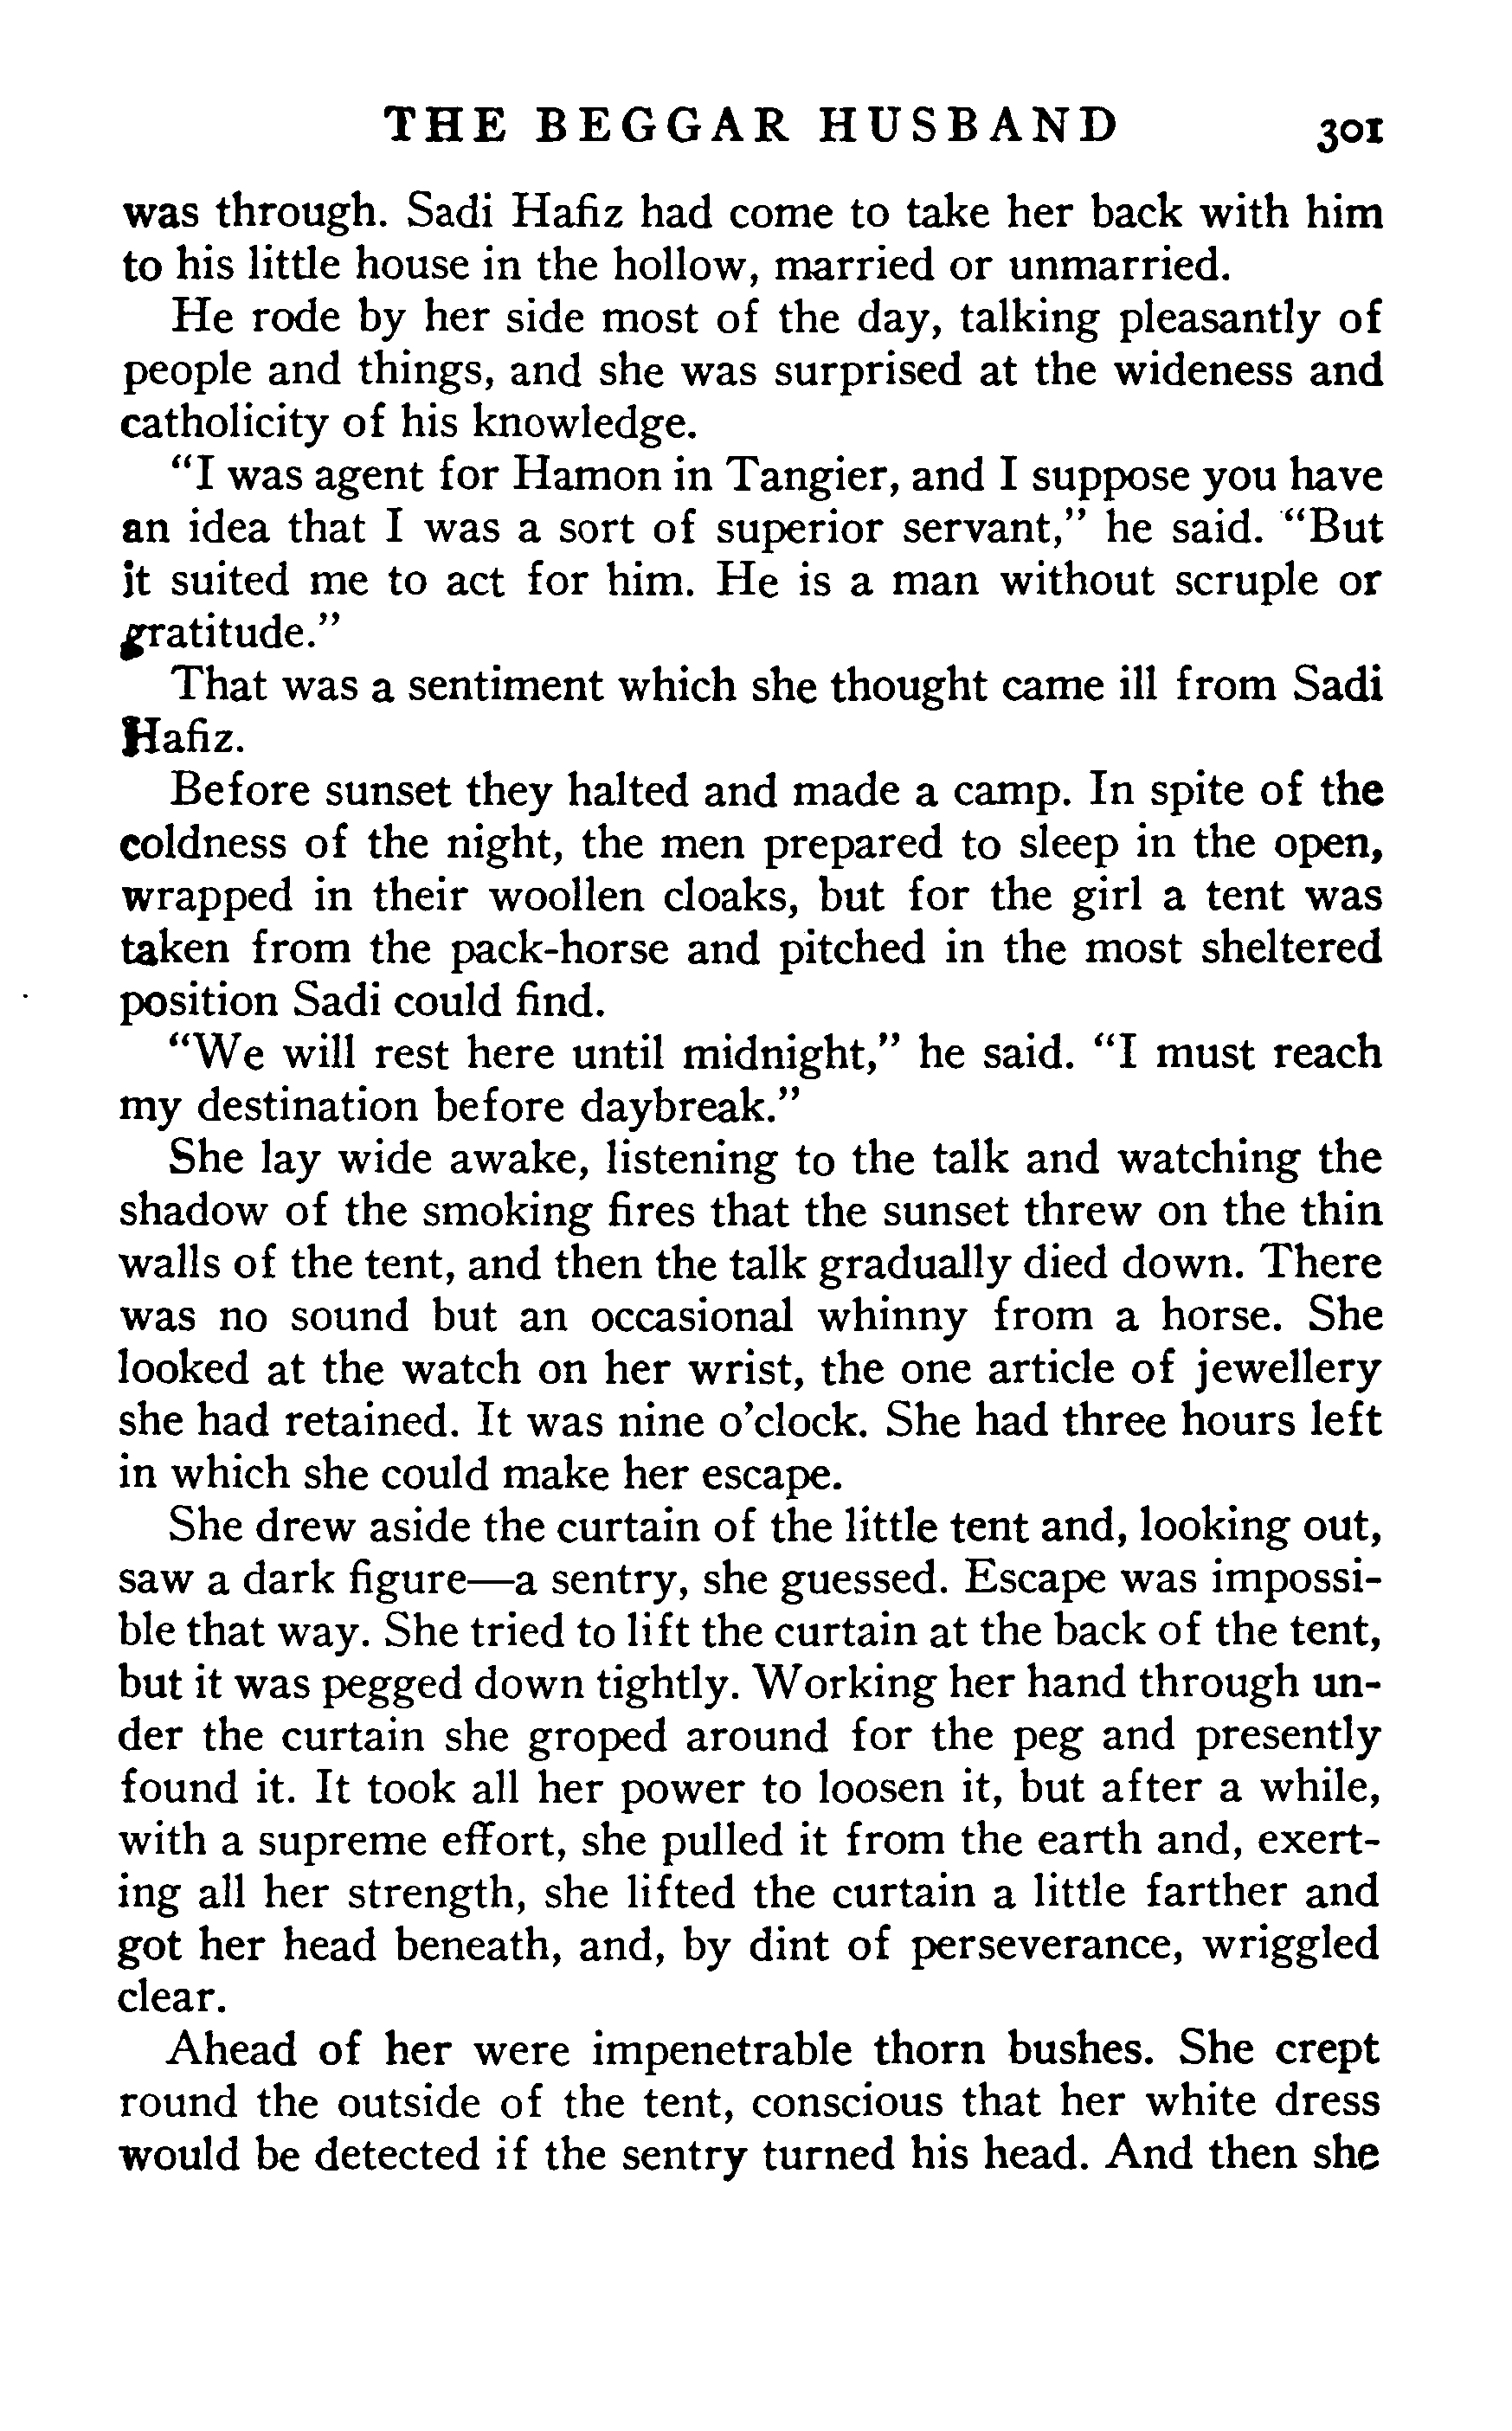 THE BEGGAR HUSBAND 301
was through. Sadi Hafiz had come to take her back with him
to his little house in the hollow, married or unmarried.
He rode by her side most of the day, talking pleasantly of
people and things, and she was surprised at the wideness and
catholicity of his knowledge.
"I was agent for Hamon in Tangier, and I suppose you have
an idea that I was a sort of superior servant," he said. "But
it suited me to act for him. He is a man without scruple or
gratitude."
That was a sentiment which she thought came ill from Sadi
Hafiz.
Before sunset they halted and made a camp. In spite of the
coldness of the night, the men prepared to sleep in the open,
wrapped in their woollen cloaks, but for the girl a tent was
taken from the pack-horse and pitched in the most sheltered
position Sadi could find.
"We will rest here until midnight," he said. "I must reach
my destination before daybreak."
She lay wide awake, listening to the talk and watching the
shadow of the smoking fires that the sunset threw on the thin
walls of the tent, and then the talk gradually died down. There
was no sound but an occasional whinny from a horse. She
looked at the watch on her wrist, the one article of jewellery
she had retained. It was nine o'clock. She had three hours left
in which she could make her escape.
She drew aside the curtain of the little tent and, looking out,
saw a dark figure—a sentry, she guessed. Escape was impossi-
ble that way. She tried to lift the curtain at the back of the tent,
but it was pegged down tightly. Working her hand through un-
der the curtain she groped around for the peg and presently
found it. It took all her power to loosen it, but after a while,
with a supreme effort, she pulled it from the earth and, exert-
ing all her strength, she lifted the curtain a little farther and
got her head beneath, and, by dint of perseverance, wriggled
clear.
Ahead of her were impenetrable thorn bushes. She crept
round the outside of the tent, conscious that her white dress
would be detected if the sentry turned his head. And then she